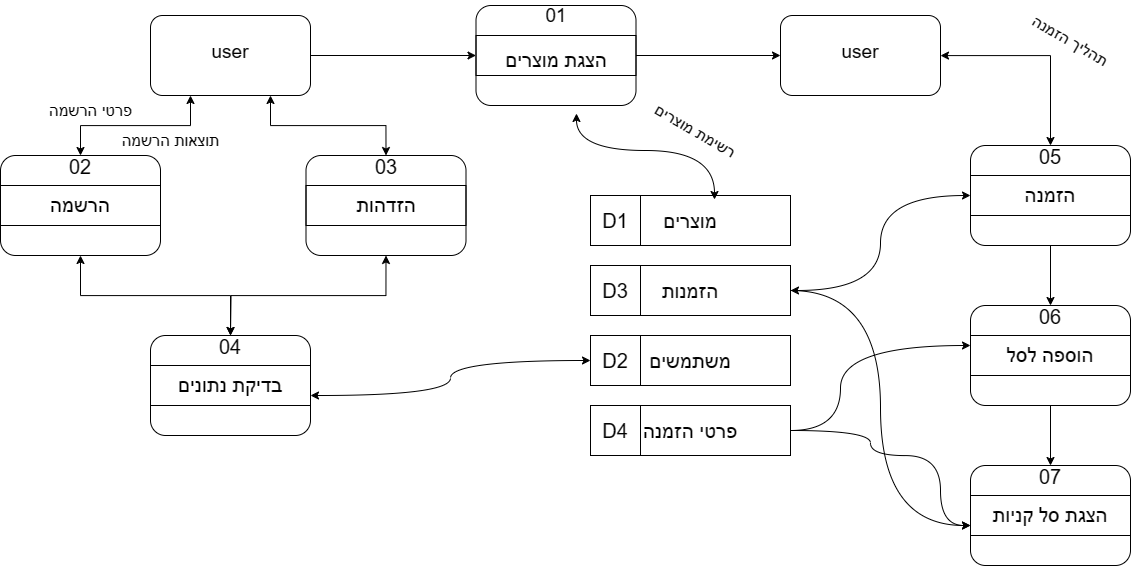 user
01
הצגת מוצרים
user
תהליך הזמנה
פרטי הרשמה
תוצאות הרשמה
רשימת מוצרים
02
הרשמה
03
הזדהות
05
הזמנה
D1
מוצרים
D3
הזמנות
D2
משתמשים
D4
פרטי הזמנה
04
בדיקת נתונים
06
הוספה לסל
07
הצגת סל קניות